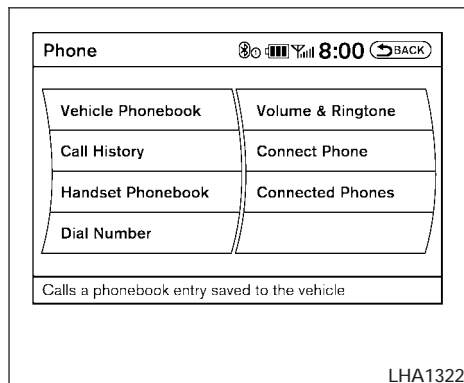 Phone 8:00 BACK
Vehicle Phonebook
Call History
Handset Phonebook
Dial Number
Volume & Ringtone
Connect Phone
Connected Phones
Calls a phonebook entry saved to the vehicle
LHA1322